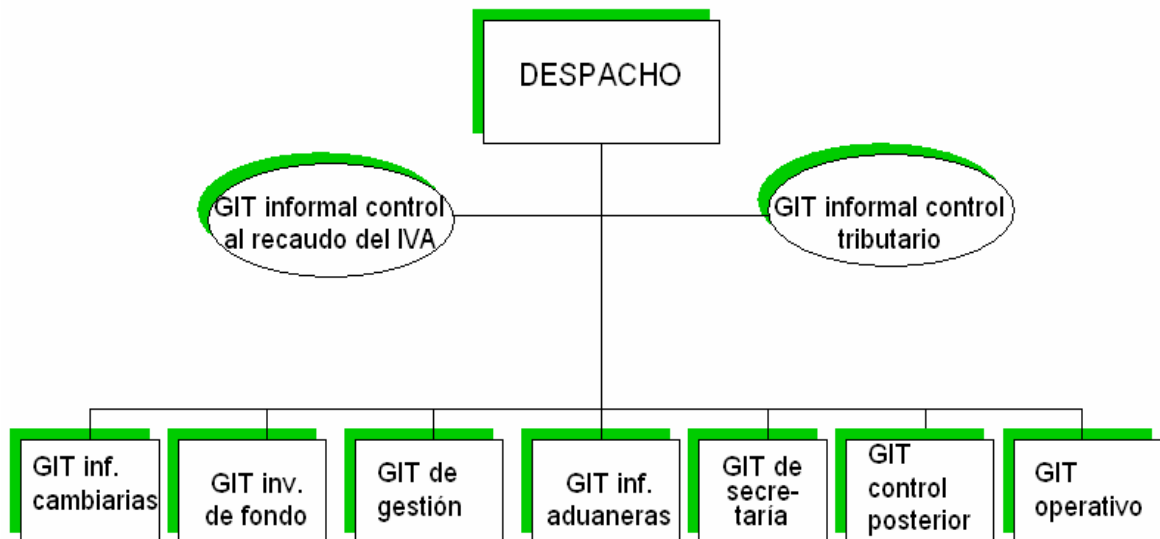 DESPACHO
GIT informal control
al recaudo del IVA
GIT informal control
tributario
GIT inf.
cambiarias
GIT inv.
de fondo
GIT de
gestión
GIT inf.
aduaneras
GIT de
secre-
taría
GIT
control
posterior
GIT
operativo